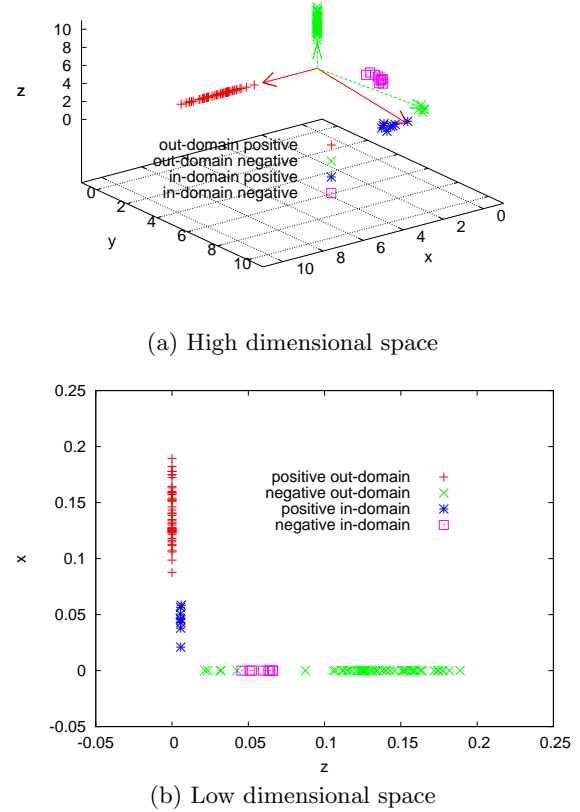 10
8
6
4
2
0
z
out-domain positive
out-domain negative
in-domain positive
in-domain negative
0
2
4
6
8
10
y
10
8
6
4
2
0
x
(a) High dimensional space
0.25
0.2
0.15
0.1
0.05
0
-0.05
x
positive out-domain
negative out-domain
positive in-domain
negative in-domain
-0.05
0
0.05
0.1
0.15
0.2
0.25
z
(b) Low dimensional space